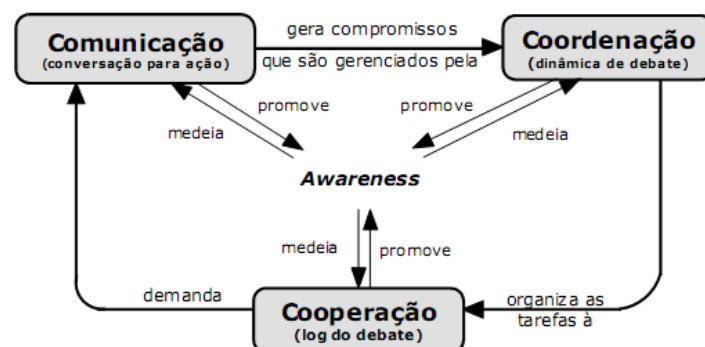 Comunicação
(conversação para ação)
gera compromissos
que são gerenciados pela
Coordenação
(dinâmica de debate)
promove
medeia
promove
medeia
Awareness
medeia
promove
demanda
Cooperação
(log do debate)
organiza as
tarefas à